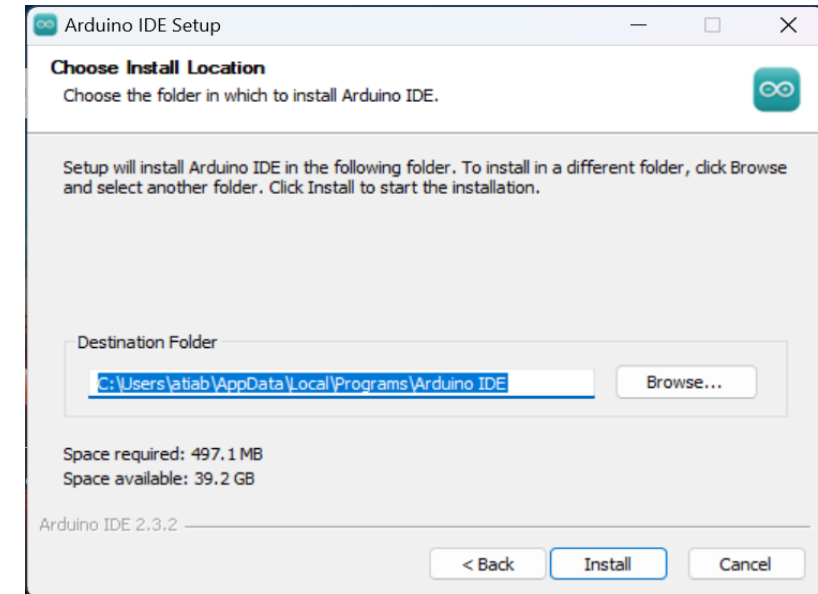 Arduino IDE Setup
Choose Install Location
Choose the folder in which to install Arduino IDE.
Setup will install Arduino IDE in the following folder. To install in a different folder, click Browse
and select another folder. Click Install to start the installation.
Destination Folder
C:\Users\atiab\AppData\Local\Programs\Arduino IDE
Browse...
Space required: 497.1 MB
Space available: 39.2 GB
Arduino IDE 2.3.2
< Back Install Cancel